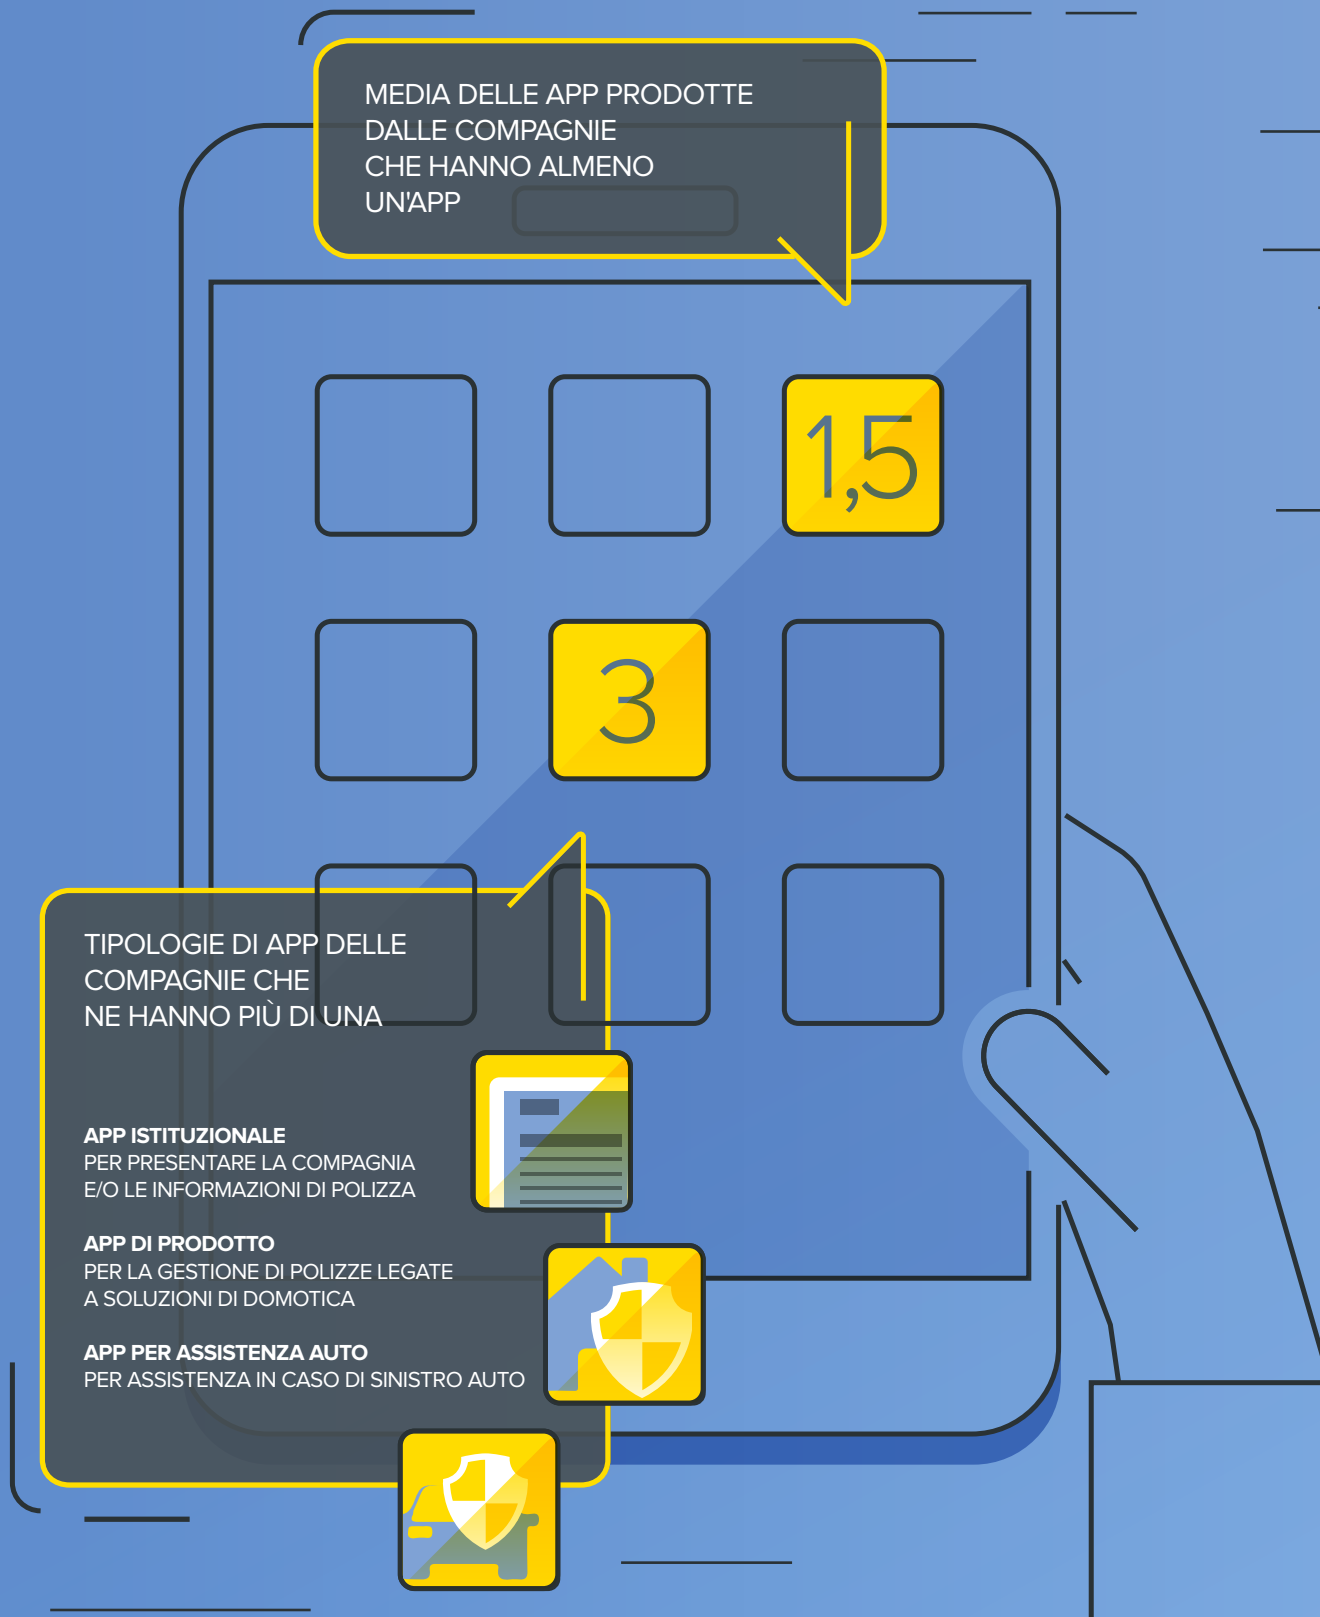 MEDIA DELLE APP PRODOTTE
DALLE COMPAGNIE
CHE HANNO ALMENO
UN'APP
1,5
3
TIPOLOGIE DI APP DELLE
COMPAGNIE CHE
NE HANNO PIÙ DI UNA
APP ISTITUZIONALE
PER PRESENTARE LA COMPAGNIA
E/O LE INFORMAZIONI DI POLIZZA
APP DI PRODOTTO
PER LA GESTIONE DI POLIZZE LEGATE
A SOLUZIONI DI DOMOTICA
APP PER ASSISTENZA AUTO
PER ASSISTENZA IN CASO DI SINISTRO AUTO